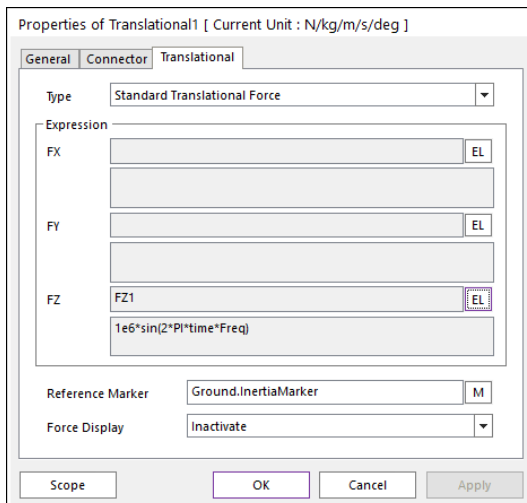 Properties of Translational1 [ Current Unit : N/kg/m/s/deg ]
General Connector Translational
Type Standard Translational Force
Expression
FX EL
FY EL
FZ FZ1 EL
1e6*sin(2*PI*time*Freq)
Reference Marker Ground.InertiaMarker M
Force Display Inactivate
Scope OK Cancel Apply